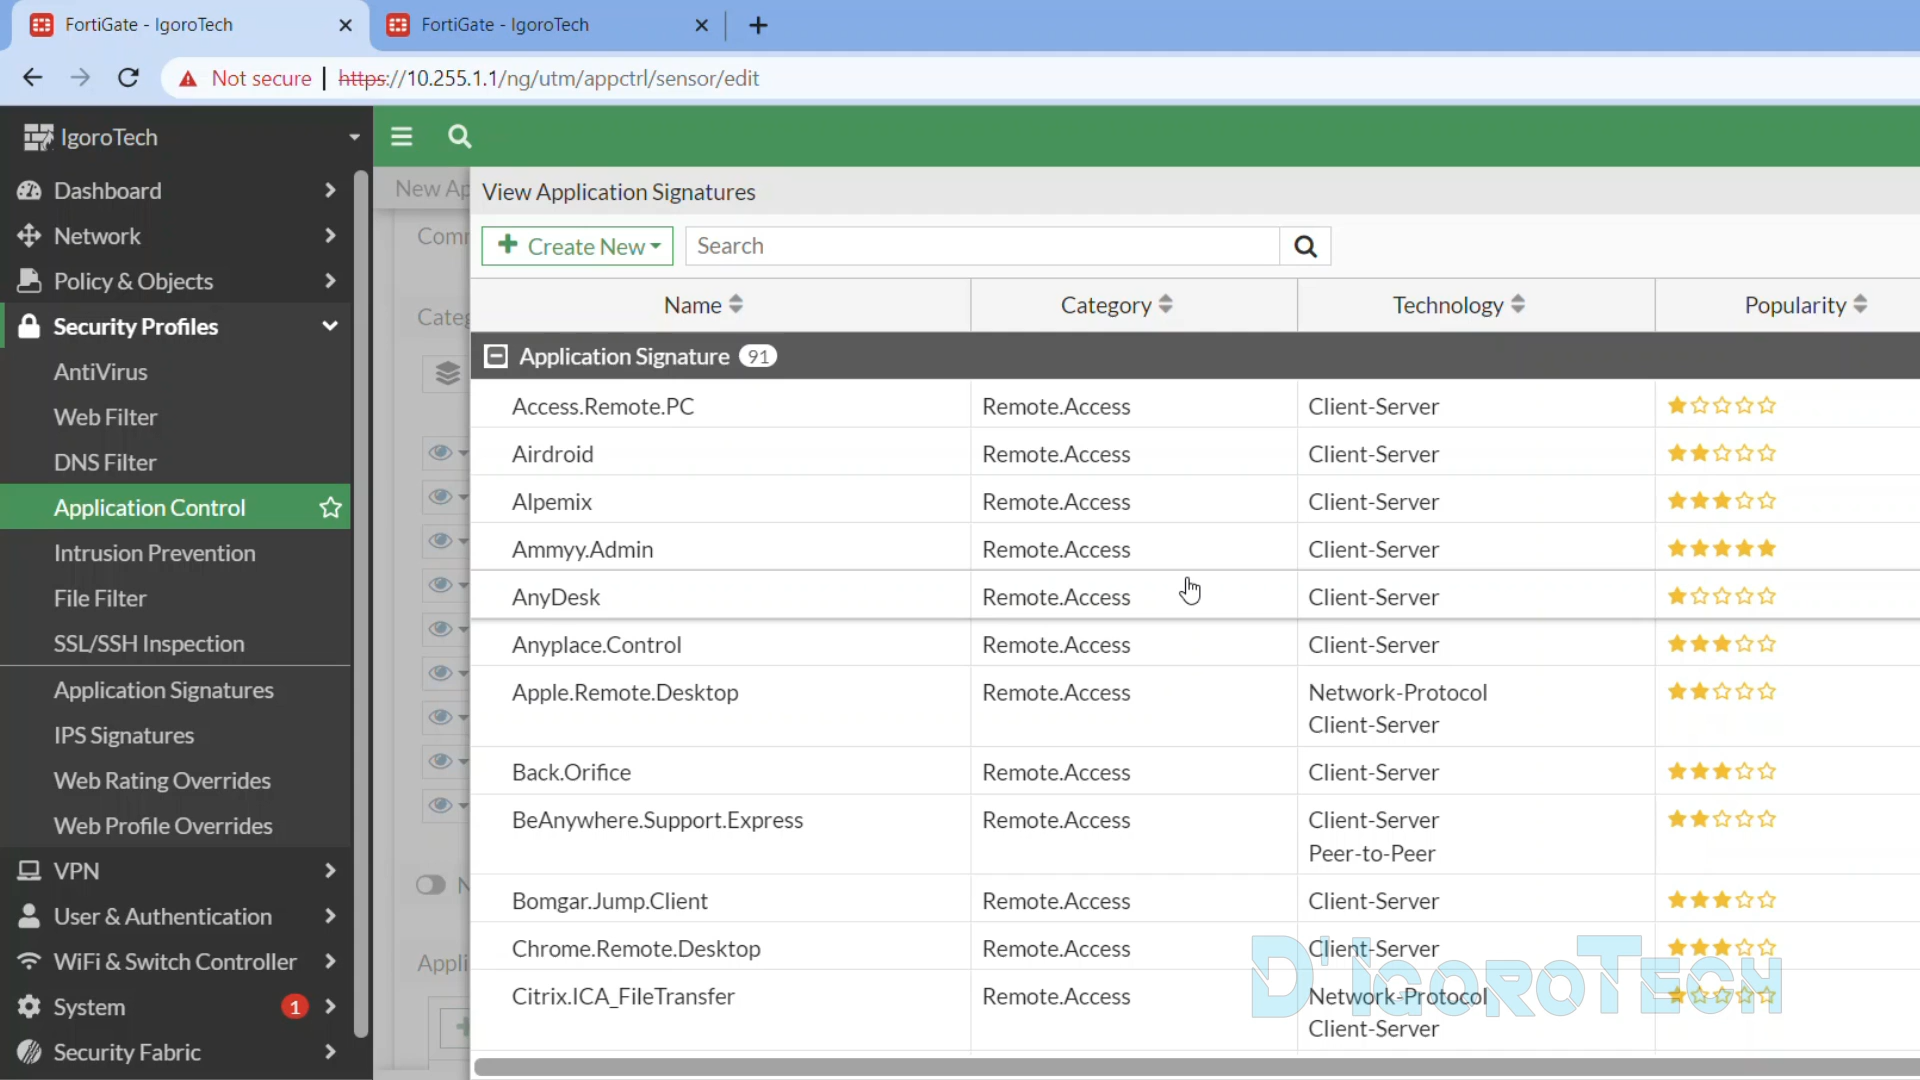 FortiGate - IgoroTech
FortiGate - IgoroTech
Not secure | https://10.255.1.1/ng/utm/appctrl/sensor/edit
IgoroTech
Dashboard
Network
Policy & Objects
Security Profiles
AntiVirus
Web Filter
DNS Filter
Application Control
Intrusion Prevention
File Filter
SSL/SSH Inspection
Application Signatures
IPS Signatures
Web Rating Overrides
Web Profile Overrides
VPN
User & Authentication
WiFi & Switch Controller
System 1
Security Fabric
New Ap
Comm
Categ
N
Appli
View Application Signatures
Create New Search
Name Category Technology Popularity
Application Signature 91
Access.Remote.PC Remote.Access Client-Server
Airdroid Remote.Access Client-Server
Alpemix Remote.Access Client-Server
Ammyy.Admin Remote.Access Client-Server
AnyDesk Remote.Access Client-Server
Anyplace.Control Remote.Access Client-Server
Apple.Remote.Desktop Remote.Access Network-Protocol
Client-Server
Back.Orifice Remote.Access Client-Server
BeAnywhere.Support.Express Remote.Access Client-Server
Peer-to-Peer
Bomgar.Jump.Client Remote.Access Client-Server
Chrome.Remote.Desktop Remote.Access Client-Server
Citrix.ICA_FileTransfer Remote.Access Network-Protocol
Client-Server
D'IgoroTech